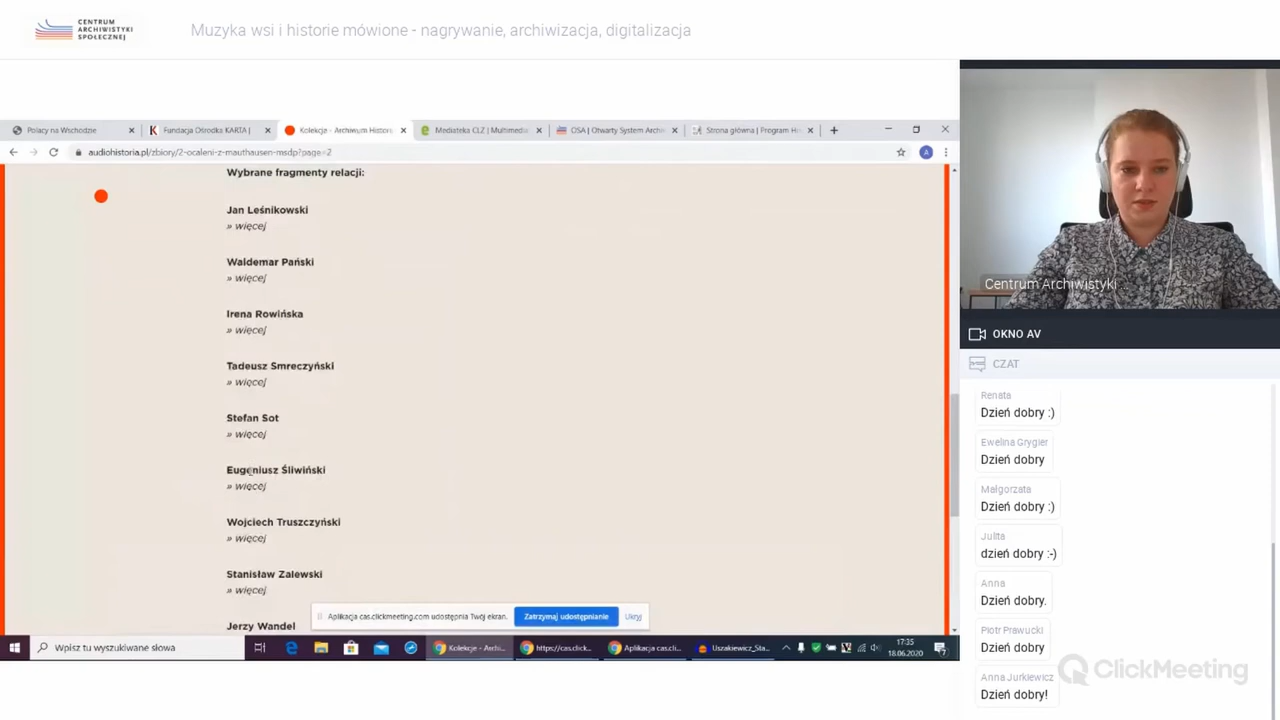 CENTRUM
ARCHIWISTYKI
SPOŁECZNEJ
Muzyka wsi i historie mówione - nagrywanie, archiwizacja, digitalizacja
Polacy na Wschodzie
Fundacja Ośrodka KARTA |
Kolekcje - Archiwum Histori
Mediateka CLZ | Multimedi
OSA | Otwarty System Archi
Strona główna | Program Hi
audiohistoria.pl/zbiory/2-ocaleni-z-mauthausen-msdp?page=2
A
Wybrane fragmenty relacji:
Jan Leśnikowski
» więcej
Waldemar Pański
» więcej
Irena Rowińska
» więcej
Tadeusz Smreczyński
» więcej
Stefan Sot
» więcej
Eugeniusz Śliwiński
» więcej
Wojciech Truszczyński
» więcej
Stanisław Zalewski
» więcej
Jerzy Wandel
Aplikacja cas.clickmeeting.com udostępnia Twój ekran.
Zatrzymaj udostępnianie
Ukryj
Wpisz tu wyszukiwane słowa
Kolekcje - Archi...
https://cas.clickm...
Aplikacja cas.cli...
Uszakiewicz_Sta...
17:35
18.06.2020
Centrum Archiwistyki ...
OKNO AV
CZAT
Renata
Dzień dobry :)
Ewelina Grygier
Dzień dobry
Małgorzata
Dzień dobry :)
Julita
dzień dobry :-)
Anna
Dzień dobry.
Piotr Prawucki
Dzień dobry
Anna Jurkiewicz
Dzień dobry!
ClickMeeting